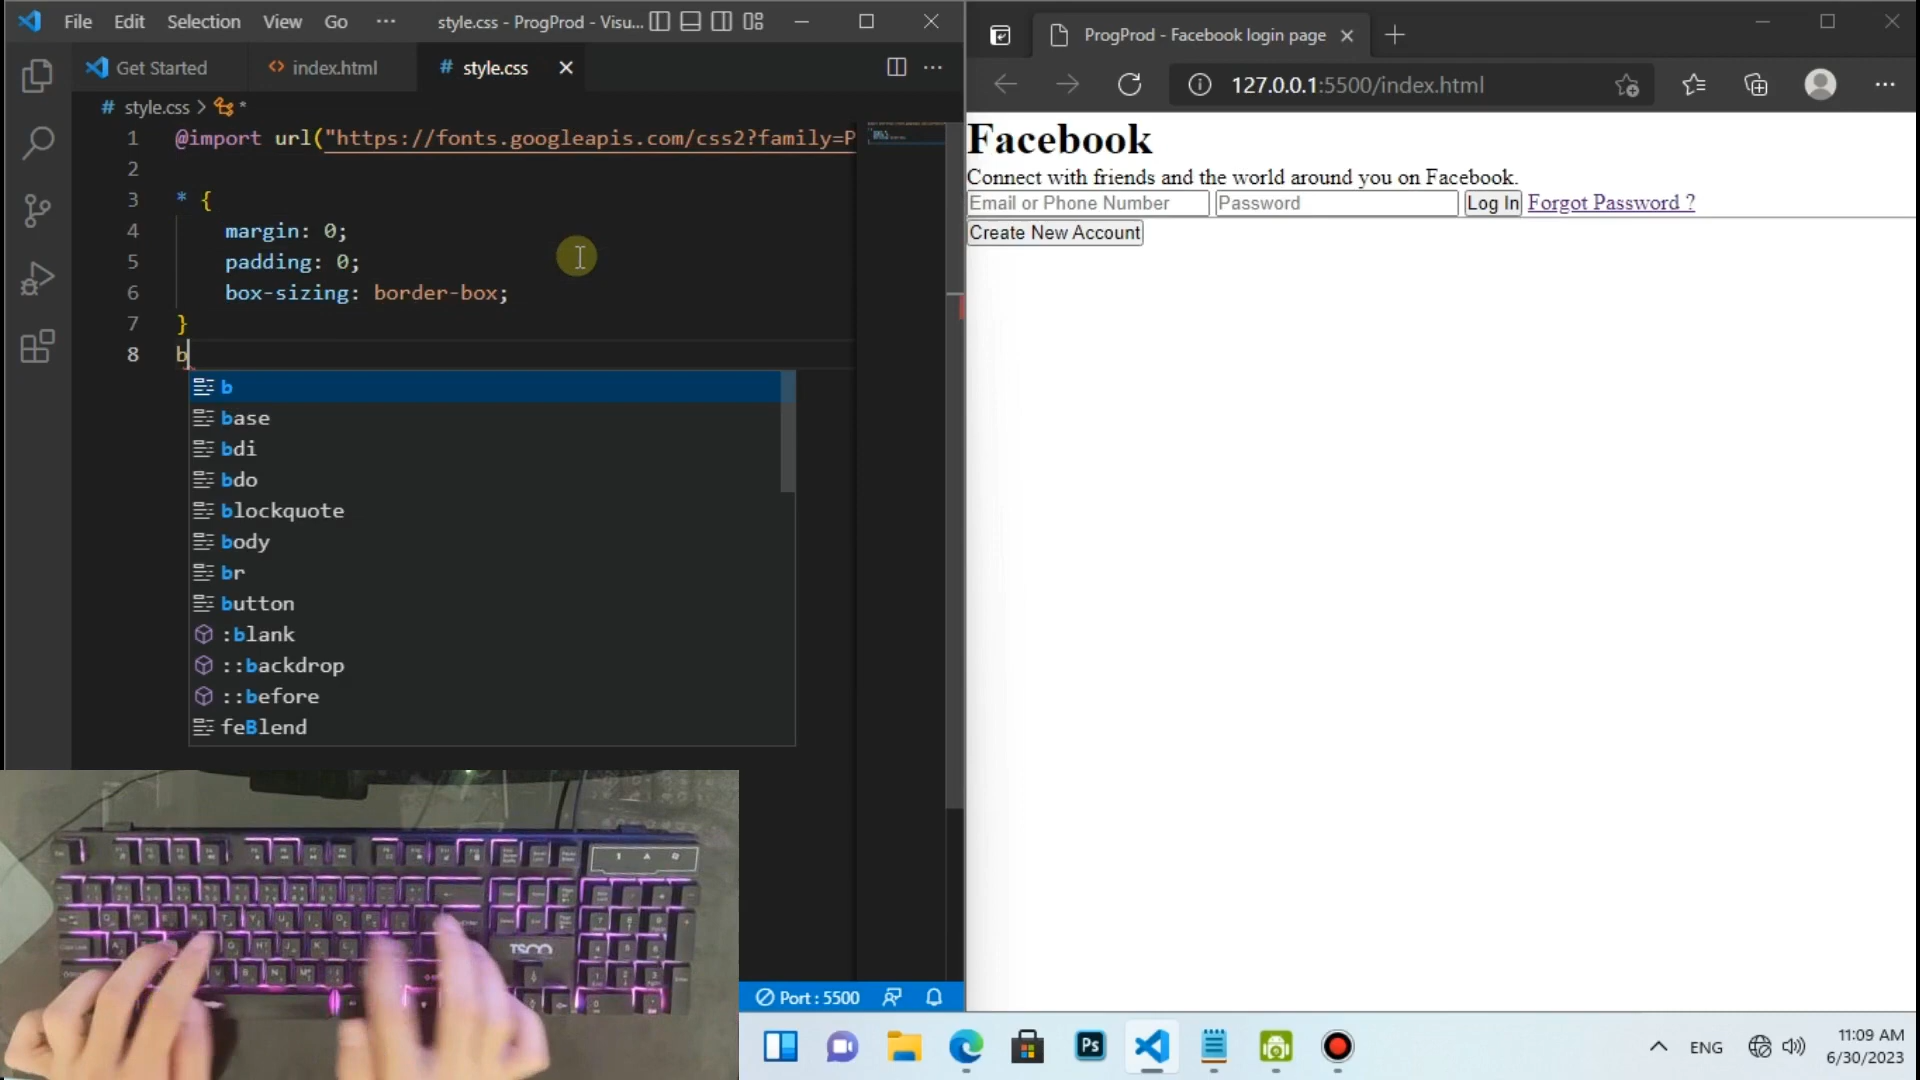 File Edit Selection View Go ··· style.css - ProgProd - Visu...
Get Started index.html # style.css
# style.css > *
1 @import url("https://fonts.googleapis.com/css2?family=P
2
3 * {
4 margin: 0;
5 padding: 0;
6 box-sizing: border-box;
7 }
8 b
b
base
bdi
bdo
blockquote
body
br
button
:blank
::backdrop
::before
feBlend
TSCO
Port : 5500
ProgProd - Facebook login page
127.0.0.1:5500/index.html
Facebook
Connect with friends and the world around you on Facebook.
Email or Phone Number Password Log In Forgot Password ?
Create New Account
Ps
ENG
11:09 AM
6/30/2023